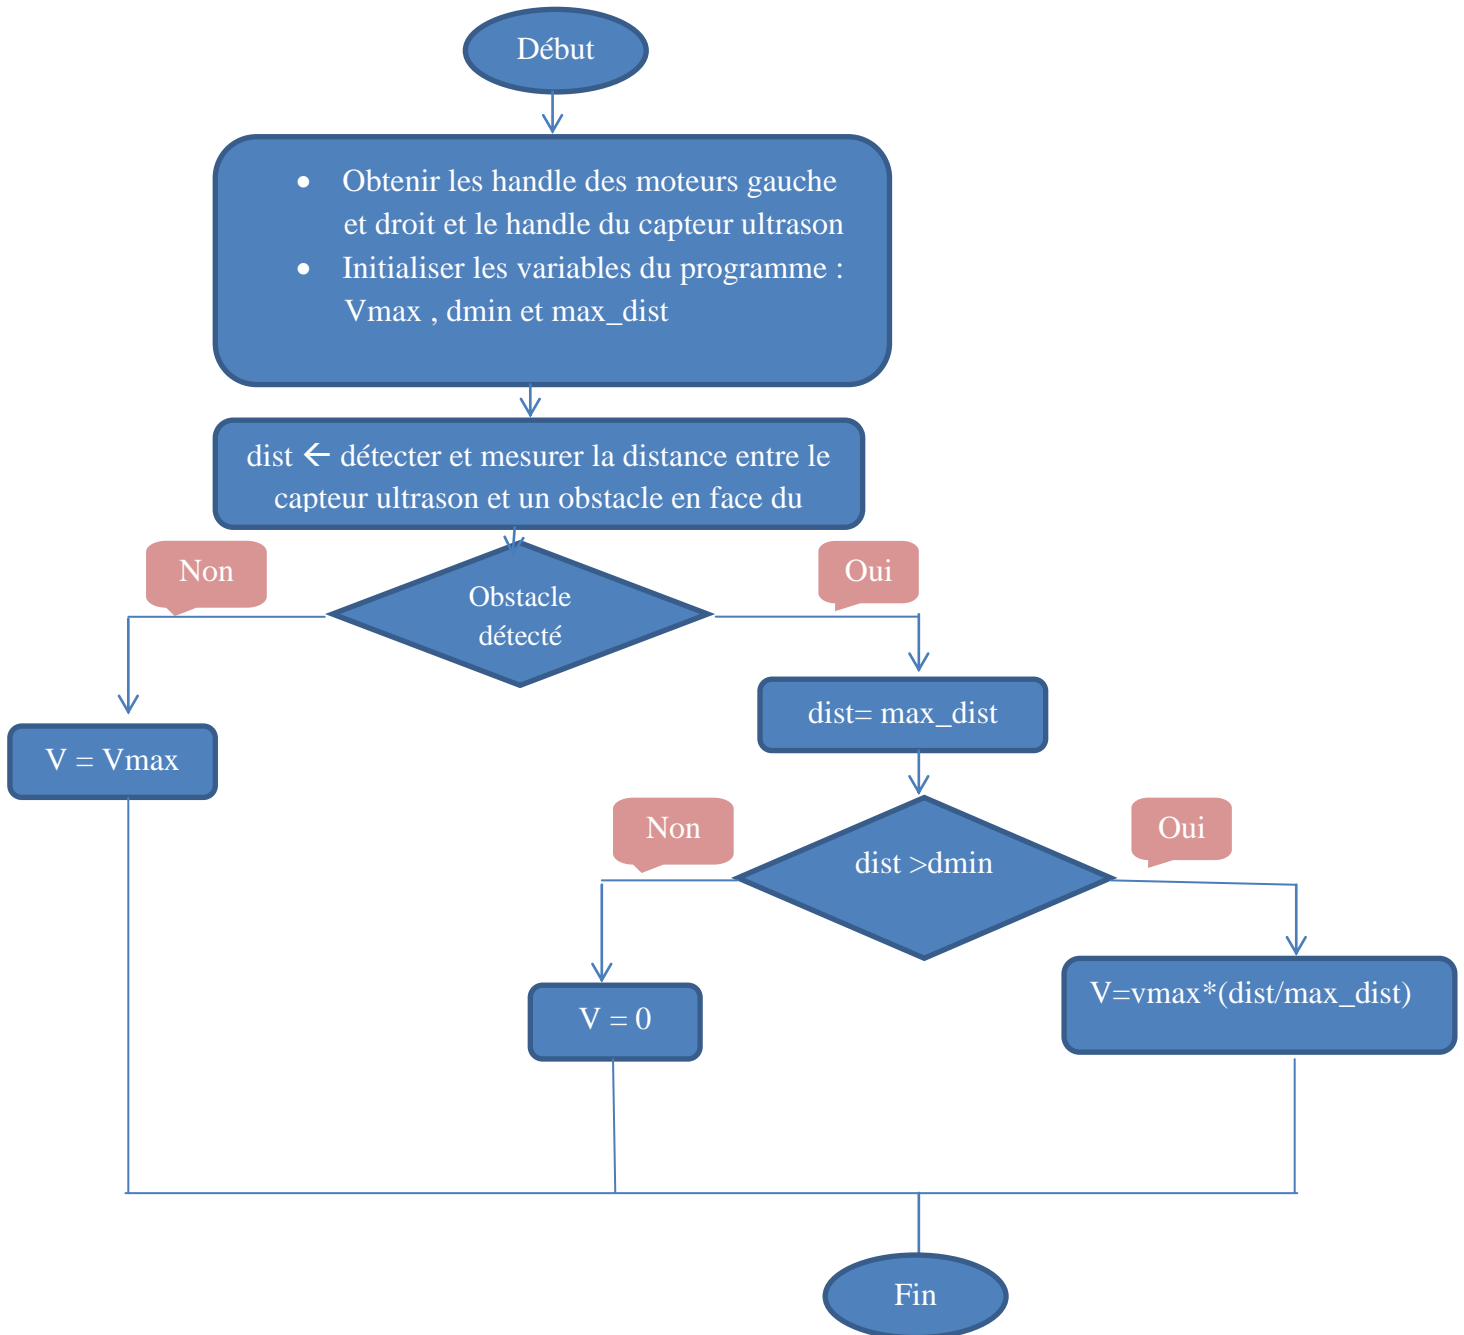 Début
• Obtenir les handle des moteurs gauche
et droit et le handle du capteur ultrason
• Initialiser les variables du programme :
Vmax , dmin et max_dist
dist ← détecter et mesurer la distance entre le
capteur ultrason et un obstacle en face du
Non
Oui
Obstacle
détecté
dist= max_dist
V = Vmax
Non
Oui
dist >dmin
V=vmax*(dist/max_dist)
V = 0
Fin